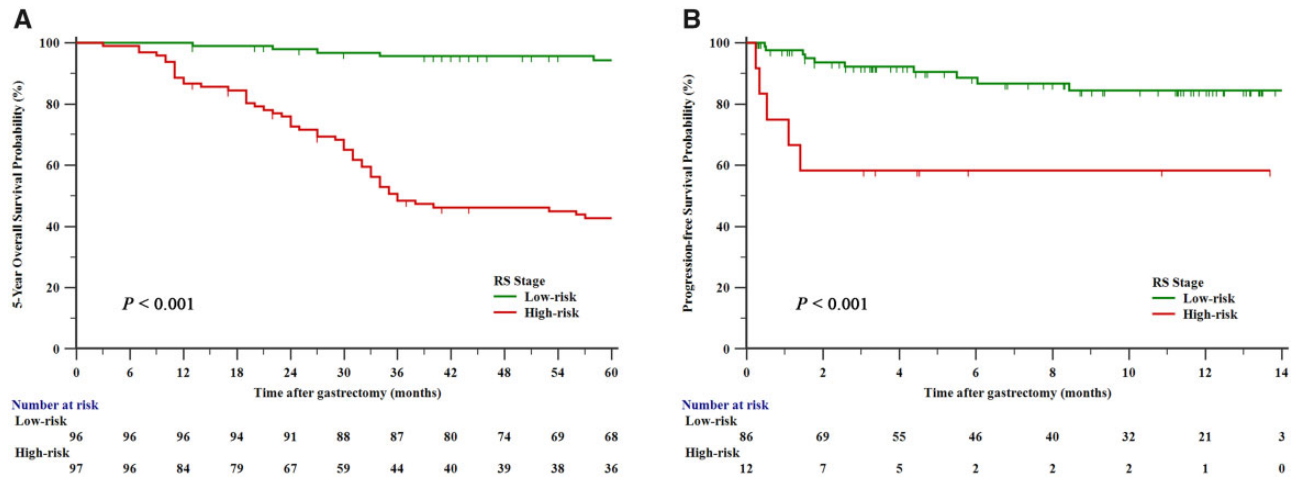 A
5-Year Overall Survival Probability (%)
100
80
60
40
20
0
P < 0.001
RS Stage
Low-risk
High-risk
0 6 12 18 24 30 36 42 48 54 60
Time after gastrectomy (months)
Number at risk
Low-risk
96 96 96 94 91 88 87 80 74 69 68
High-risk
97 96 84 79 67 59 44 40 39 38 36
B
Progression-free Survival Probability (%)
100
80
60
40
20
0
P < 0.001
RS Stage
Low-risk
High-risk
0 2 4 6 8 10 12 14
Time after gastrectomy (months)
Number at risk
Low-risk
86 69 55 46 40 32 21 3
High-risk
12 7 5 2 2 2 1 0